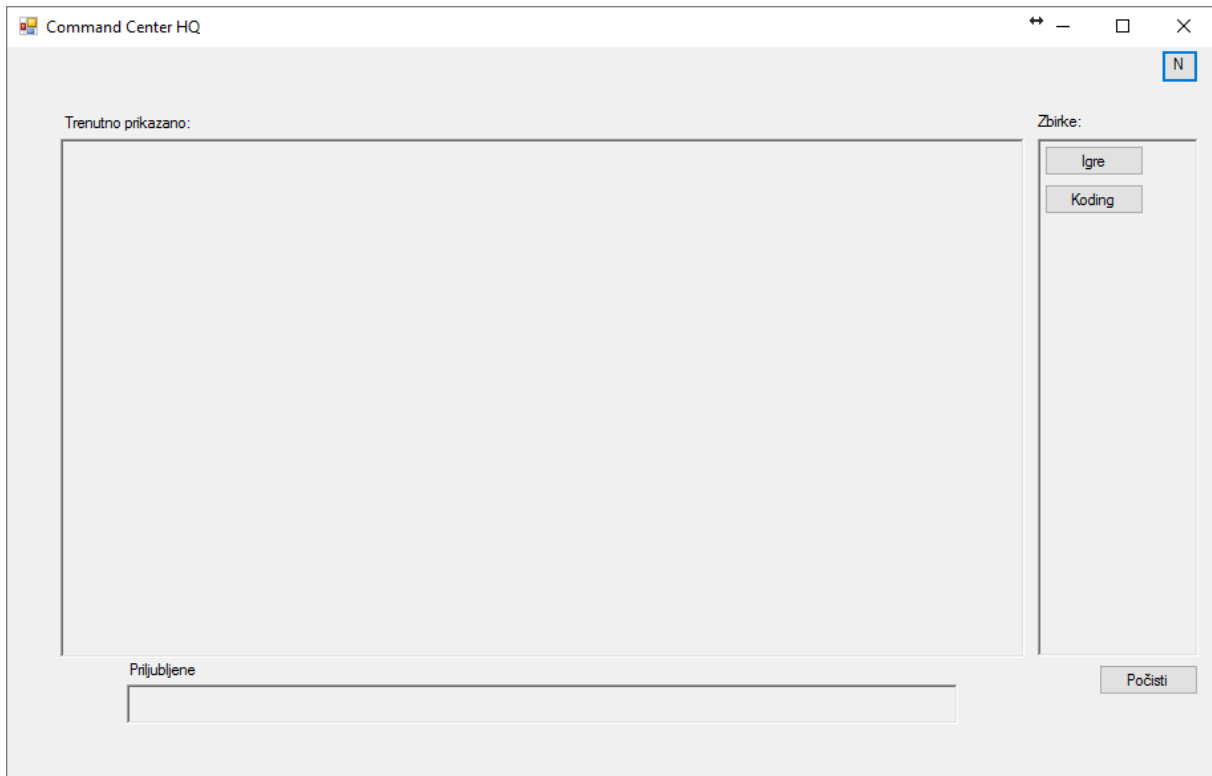 Command Center HQ
N
Trenutno prikazano:
Zbirke:
Igre
Koding
Priljubljene
Počisti